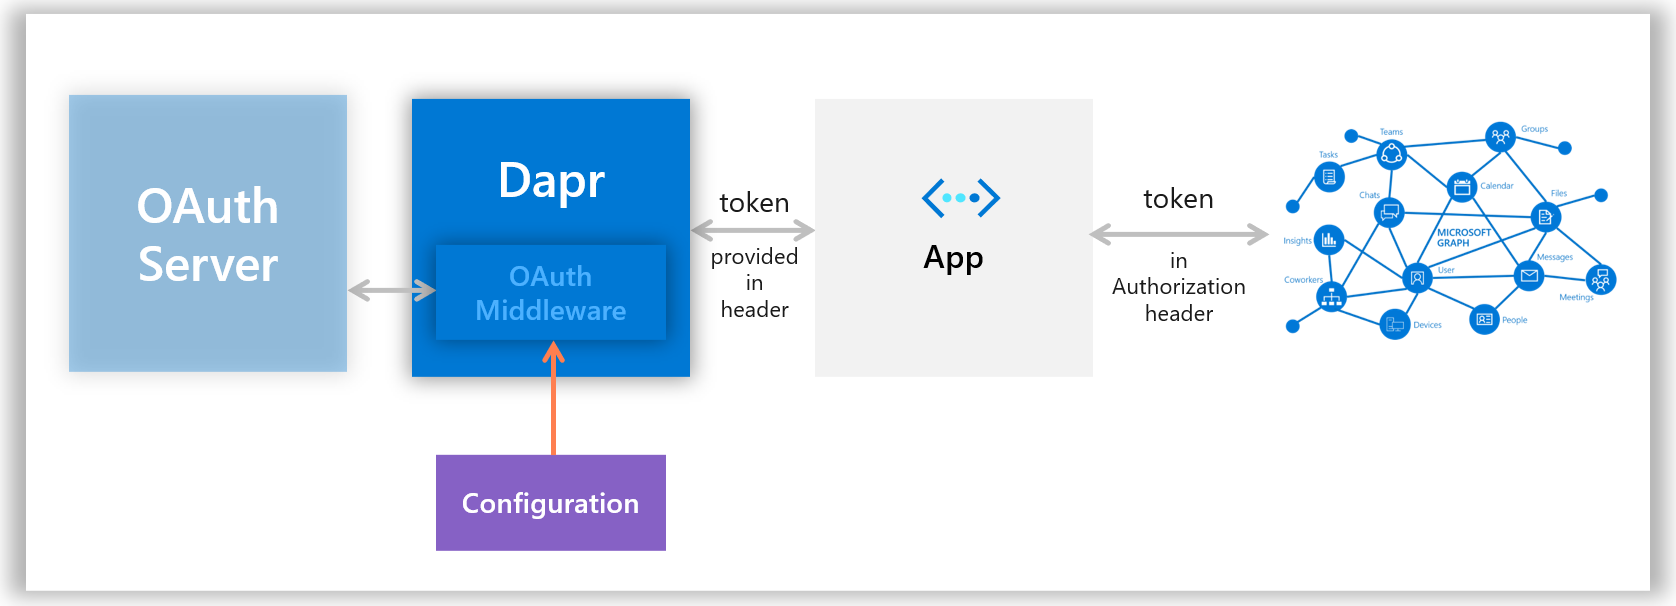 OAuth
Server
Dapr
OAuth
Middleware
Configuration
token
provided
in
header
App
token
in
Authorization
header
Teams
Groups
Tasks
Chats
Calendar
Files
Insights
MICROSOFT
GRAPH
Messages
User
Coworkers
Meetings
Devices
People